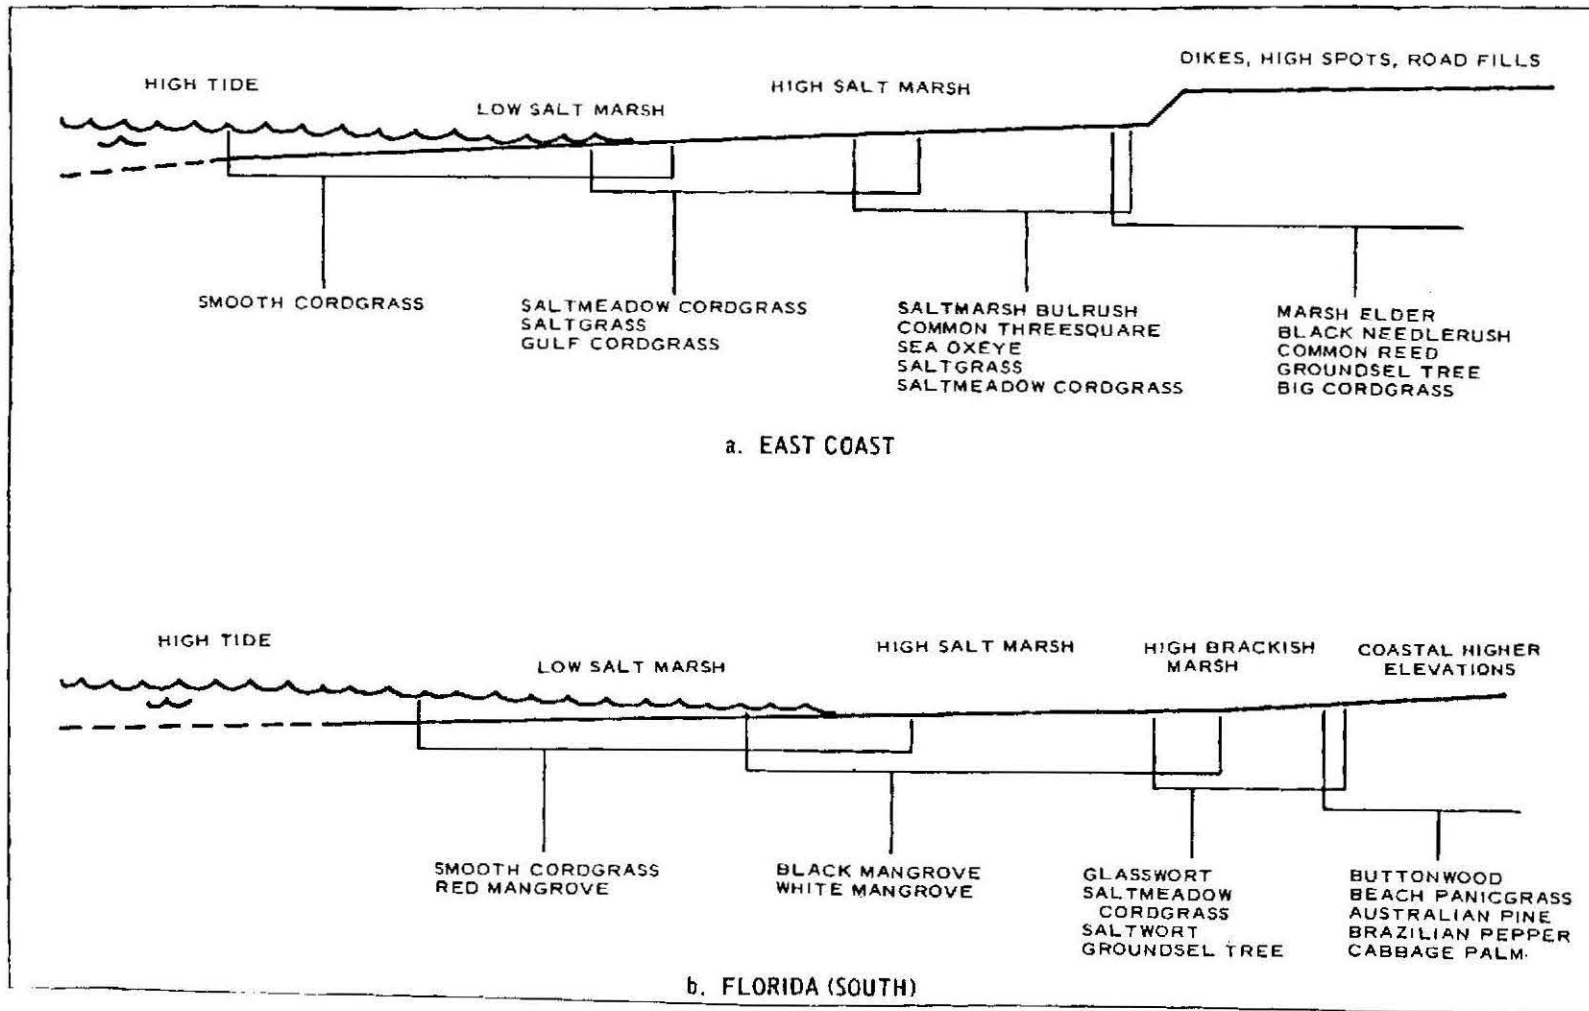 DIKES, HIGH SPOTS, ROAD FILLS
HIGH TIDE
HIGH SALT MARSH
LOW SALT MARSH
SMOOTH CORDGRASS
SALTMEADOW CORDGRASS
SALTGRASS
GULF CORDGRASS
SALTMARSH BULRUSH
COMMON THREESQUARE
SEA OXEYE
SALTGRASS
SALTMEADOW CORDGRASS
MARSH ELDER
BLACK NEEDLERUSH
COMMON REED
GROUNDSEL TREE
BIG CORDGRASS
a. EAST COAST
HIGH TIDE
LOW SALT MARSH
HIGH SALT MARSH
HIGH BRACKISH
MARSH
COASTAL HIGHER
ELEVATIONS
SMOOTH CORDGRASS
RED MANGROVE
BLACK MANGROVE
WHITE MANGROVE
GLASSWORT
SALTMEADOW
CORDGRASS
SALTWORT
GROUNDSEL TREE
BUTTONWOOD
BEACH PANICGRASS
AUSTRALIAN PINE
BRAZILIAN PEPPER
CABBAGE PALM
b. FLORIDA (SOUTH)